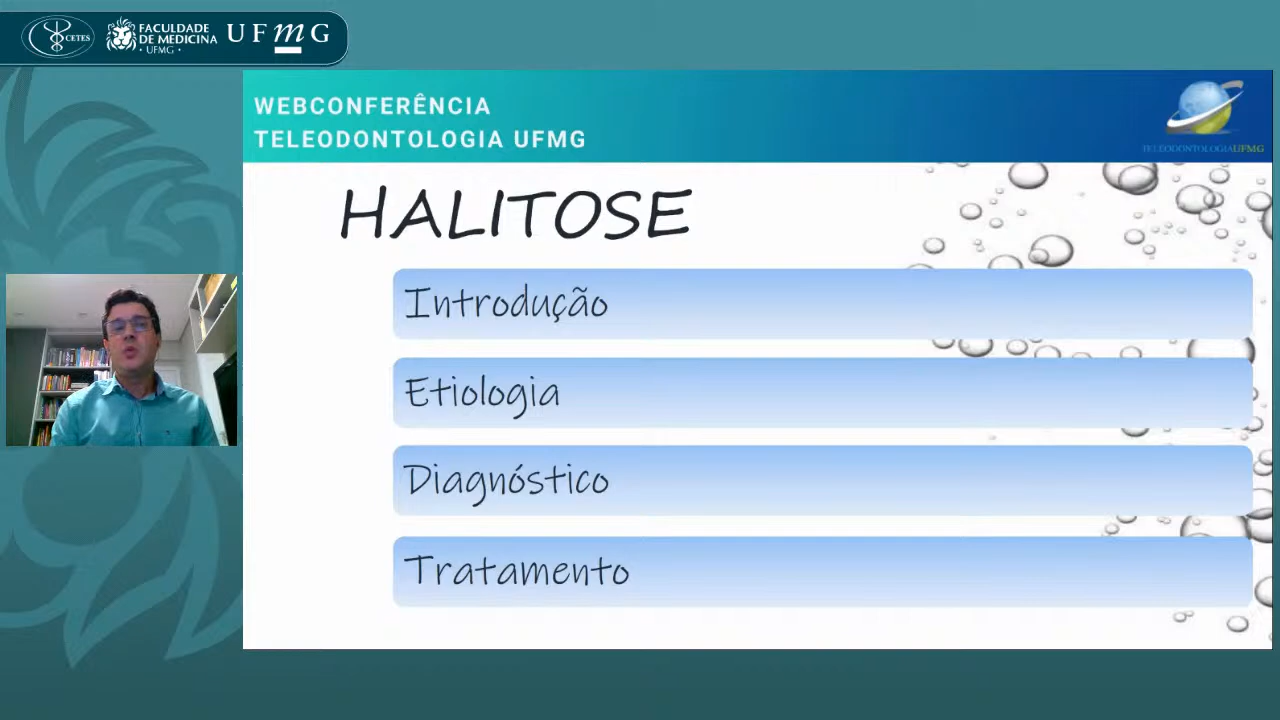 CETES
FACULDADE
DE MEDICINA
· UFMG ·
UFMG
WEBCONFERÊNCIA
TELEODONTOLOGIA UFMG
TELEODONTOLOGIAUFMG
HALITOSE
Introdução
Etiologia
Diagnóstico
Tratamento